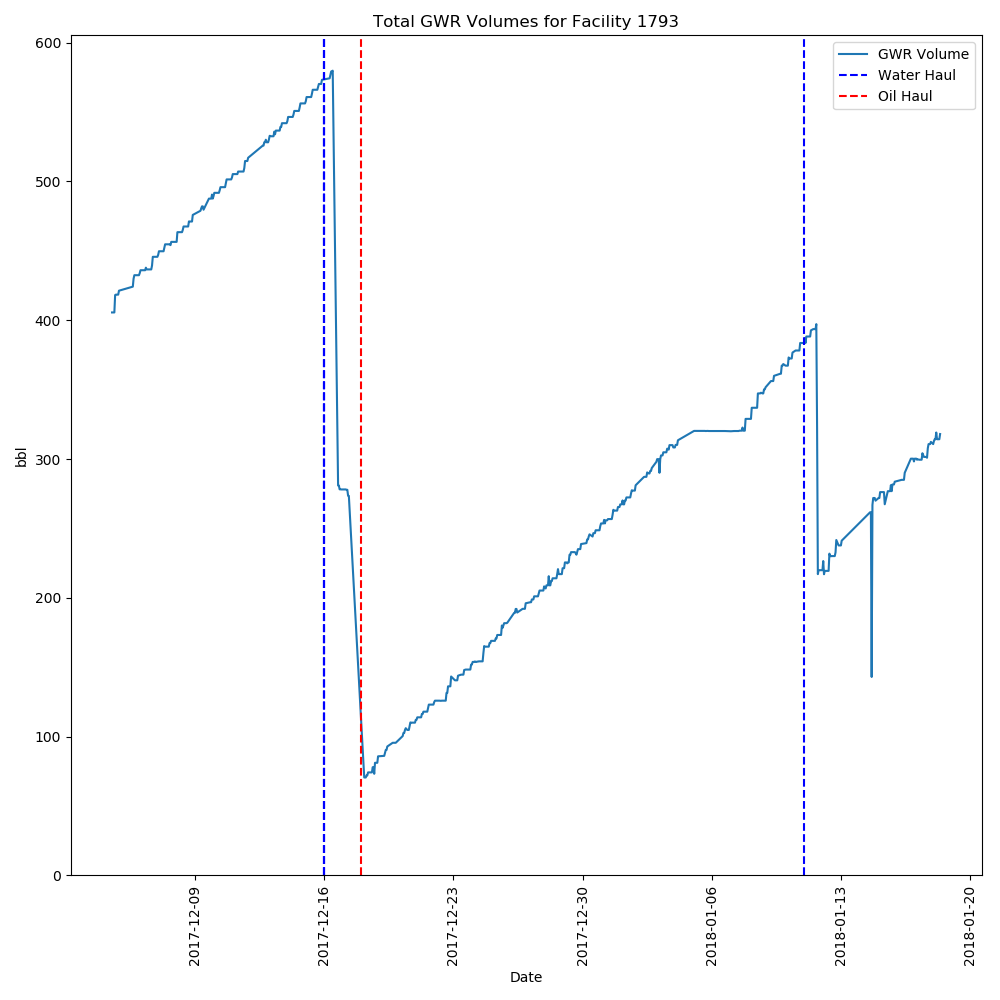 Total GWR Volumes for Facility 1793
GWR Volume
Water Haul
Oil Haul
bbl
600
500
400
300
200
100
0
2017-12-09
2017-12-16
2017-12-23
2017-12-30
2018-01-06
2018-01-13
2018-01-20
Date